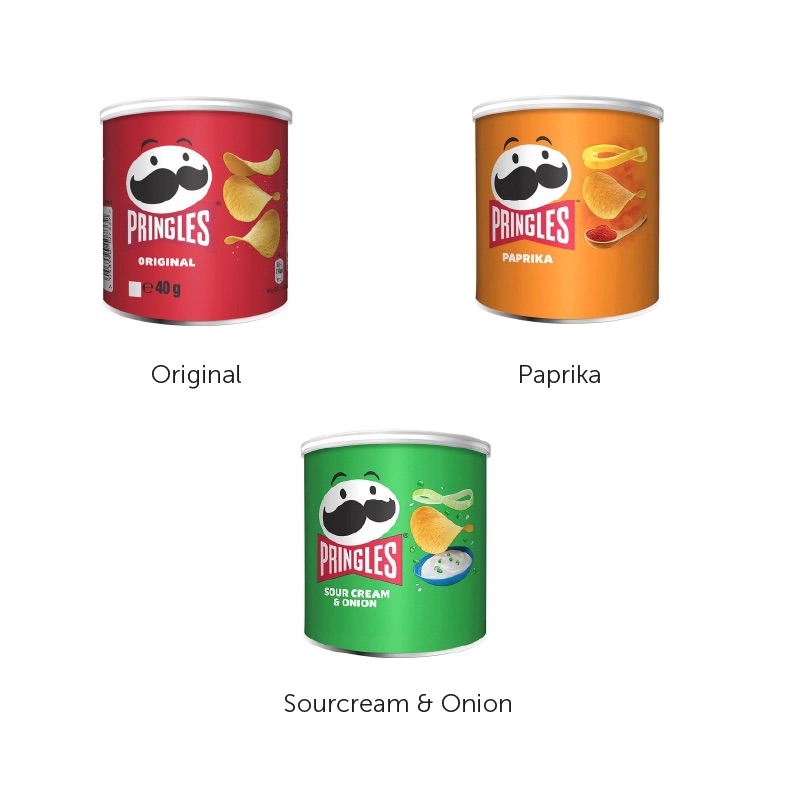 PRINGLES
ORIGINAL
e 40 g
Original
PRINGLES
PAPRIKA
Paprika
PRINGLES
SOUR CREAM
& ONION
Sourcream & Onion